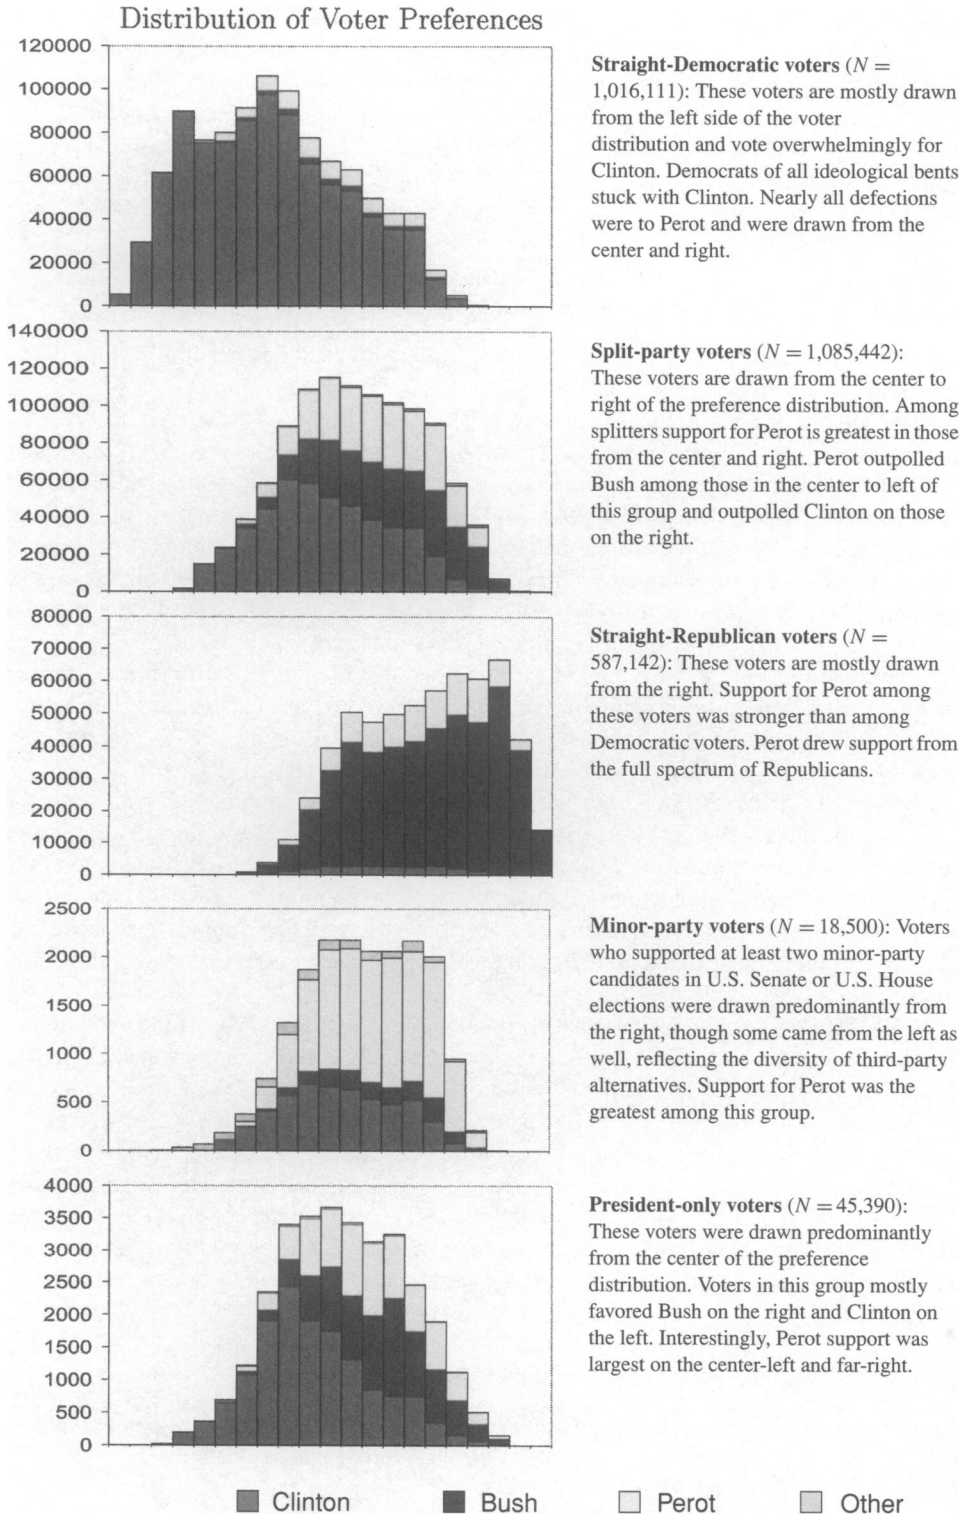 Distribution of Voter Preferences
120000
100000
80000
60000
40000
20000
0
Straight-Democratic voters (N =
1,016,111): These voters are mostly drawn
from the left side of the voter
distribution and vote overwhelmingly for
Clinton. Democrats of all ideological bents
stuck with Clinton. Nearly all defections
were to Perot and were drawn from the
center and right.
140000
120000
100000
80000
60000
40000
20000
0
Split-party voters (N = 1,085,442):
These voters are drawn from the center to
right of the preference distribution. Among
splitters support for Perot is greatest in those
from the center and right. Perot outpolled
Bush among those in the center to left of
this group and outpolled Clinton on those
on the right.
80000
70000
60000
50000
40000
30000
20000
10000
0
Straight-Republican voters (N =
587,142): These voters are mostly drawn
from the right. Support for Perot among
these voters was stronger than among
Democratic voters. Perot drew support from
the full spectrum of Republicans.
2500
2000
1500
1000
500
0
Minor-party voters (N = 18,500): Voters
who supported at least two minor-party
candidates in U.S. Senate or U.S. House
elections were drawn predominantly from
the right, though some came from the left as
well, reflecting the diversity of third-party
alternatives. Support for Perot was the
greatest among this group.
4000
3500
3000
2500
2000
1500
1000
500
0
President-only voters (N = 45,390):
These voters were drawn predominantly
from the center of the preference
distribution. Voters in this group mostly
favored Bush on the right and Clinton on
the left. Interestingly, Perot support was
largest on the center-left and far-right.
Clinton Bush Perot Other